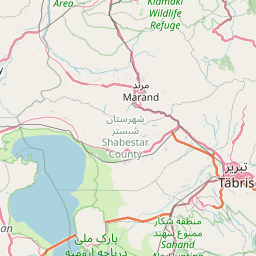 Area
Kiamaki
Wildlife
Refuge
مرند
Marand
شهرستان
شبستر
Shabestar
County
تبریز
Tabris
منطقه شکار
ممنوع سهند
Sahand
پارک ملی
دریاچه ارومیه